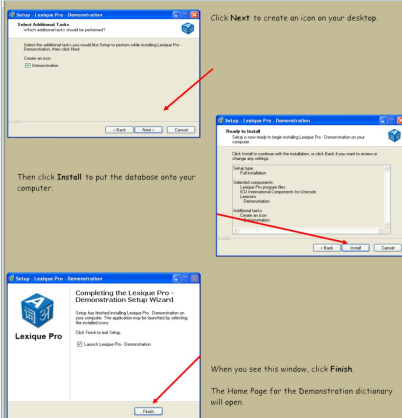 Setup - Lexique Pro - Demonstration
Select Additional Tasks
Which additional tasks should be performed?
Select the additional tasks you would like Setup to perform while installing Lexique Pro -
Demonstration, then click Next.
Create an icon
Demonstration
< Back
Next >
Cancel
Click Next to create an icon on your desktop.
Setup - Lexique Pro - Demonstration
Ready to Install
Setup is now ready to begin installing Lexique Pro - Demonstration on your
computer.
Click Install to continue with the installation, or click Back if you want to review or
change any settings.
Setup type:
Full installation
Selected components:
Lexique Pro program files
ICU International Components for Unicode
Lexicons
Demonstration
Additional tasks:
Create an icon
Demonstration
< Back
Install
Cancel
Then click Install to put the database onto your
computer.
Setup - Lexique Pro - Demonstration
Lexique Pro
Completing the Lexique Pro -
Demonstration Setup Wizard
Setup has finished installing Lexique Pro - Demonstration on
your computer. The application may be launched by selecting
the installed icons.
Click Finish to exit Setup.
Launch Lexique Pro - Demonstration
Finish
When you see this window, click Finish.
The Home Page for the Demonstration dictionary
will open.